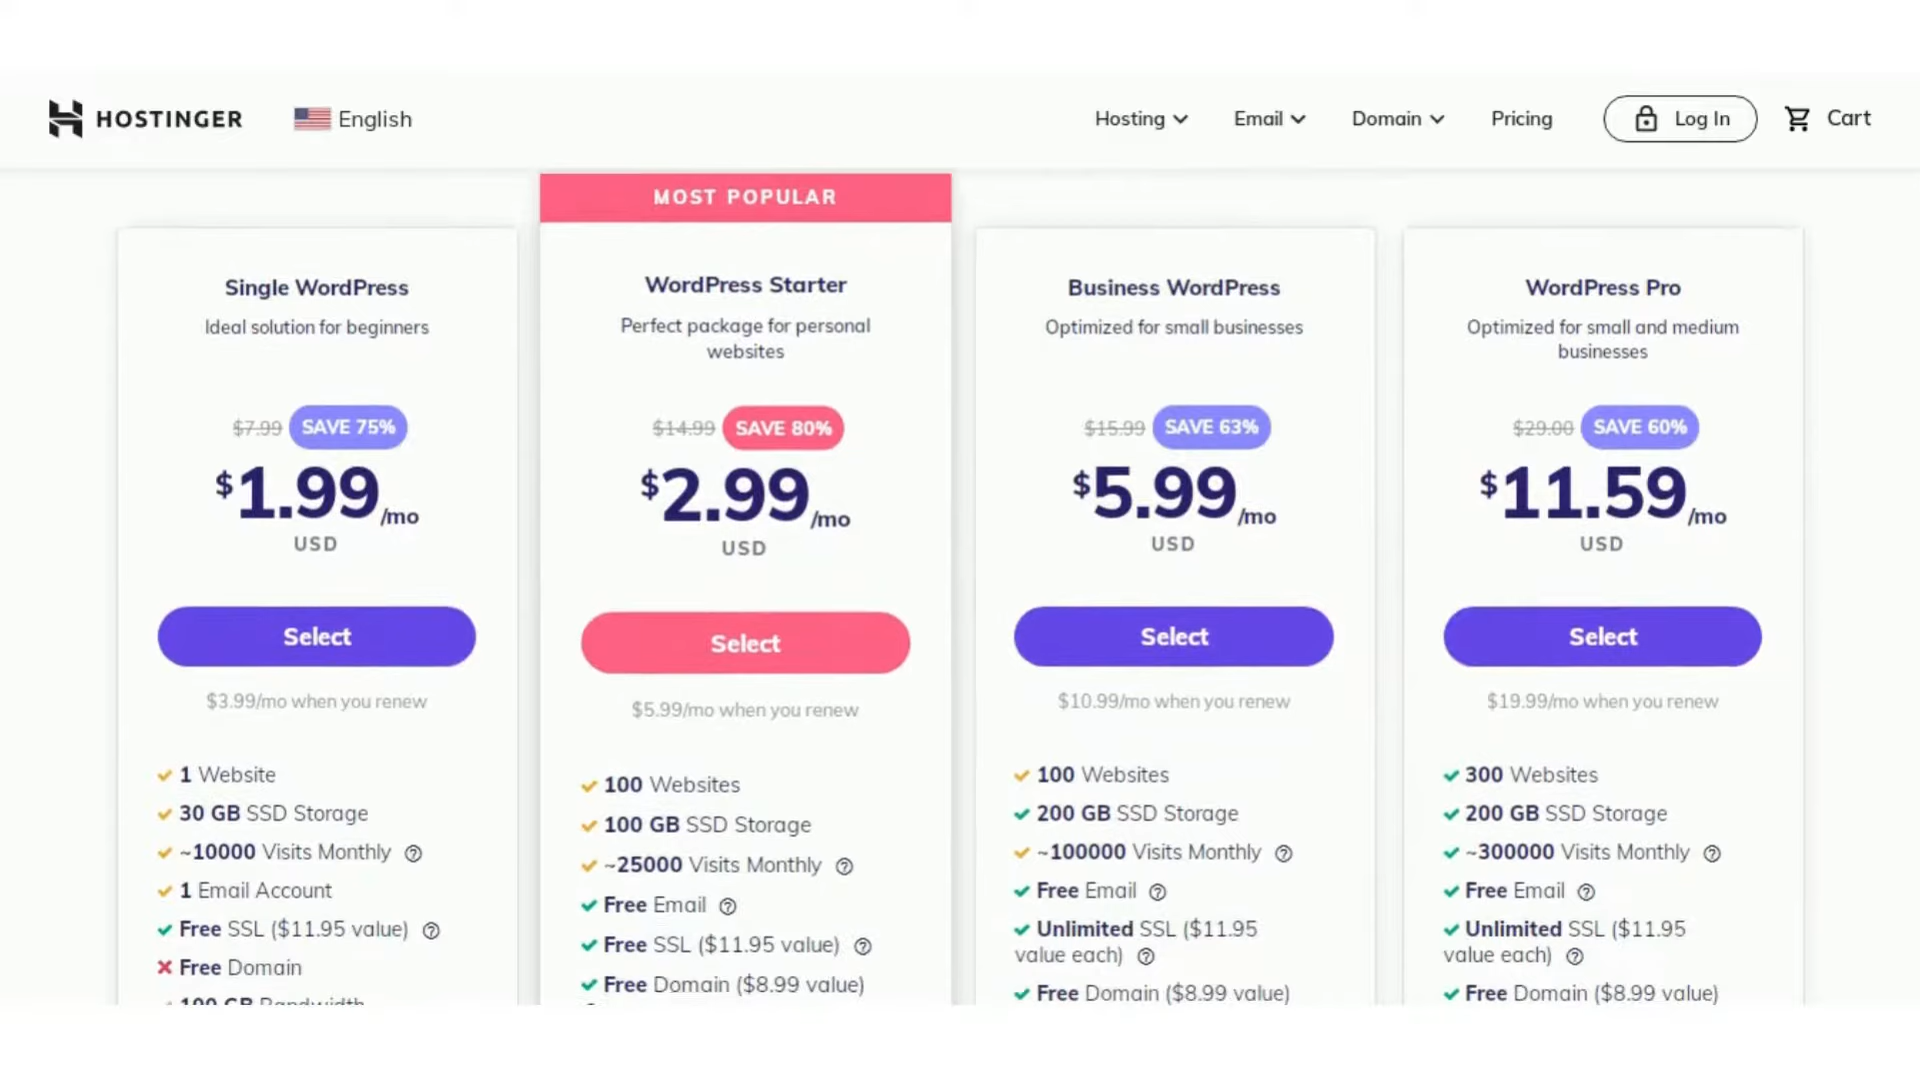 HOSTINGER
English
Hosting
Email
Domain
Pricing
Log In
Cart
Single WordPress
Ideal solution for beginners
$7.99 SAVE 75%
$1.99/mo
USD
Select
$3.99/mo when you renew
1 Website
30 GB SSD Storage
~10000 Visits Monthly
1 Email Account
Free SSL ($11.95 value)
Free Domain
100 GB Bandwidth
MOST POPULAR
WordPress Starter
Perfect package for personal
websites
$14.99 SAVE 80%
$2.99/mo
USD
Select
$5.99/mo when you renew
100 Websites
100 GB SSD Storage
~25000 Visits Monthly
Free Email
Free SSL ($11.95 value)
Free Domain ($8.99 value)
Business WordPress
Optimized for small businesses
$15.99 SAVE 63%
$5.99/mo
USD
Select
$10.99/mo when you renew
100 Websites
200 GB SSD Storage
~100000 Visits Monthly
Free Email
Unlimited SSL ($11.95
value each)
Free Domain ($8.99 value)
WordPress Pro
Optimized for small and medium
businesses
$29.00 SAVE 60%
$11.59/mo
USD
Select
$19.99/mo when you renew
300 Websites
200 GB SSD Storage
~300000 Visits Monthly
Free Email
Unlimited SSL ($11.95
value each)
Free Domain ($8.99 value)